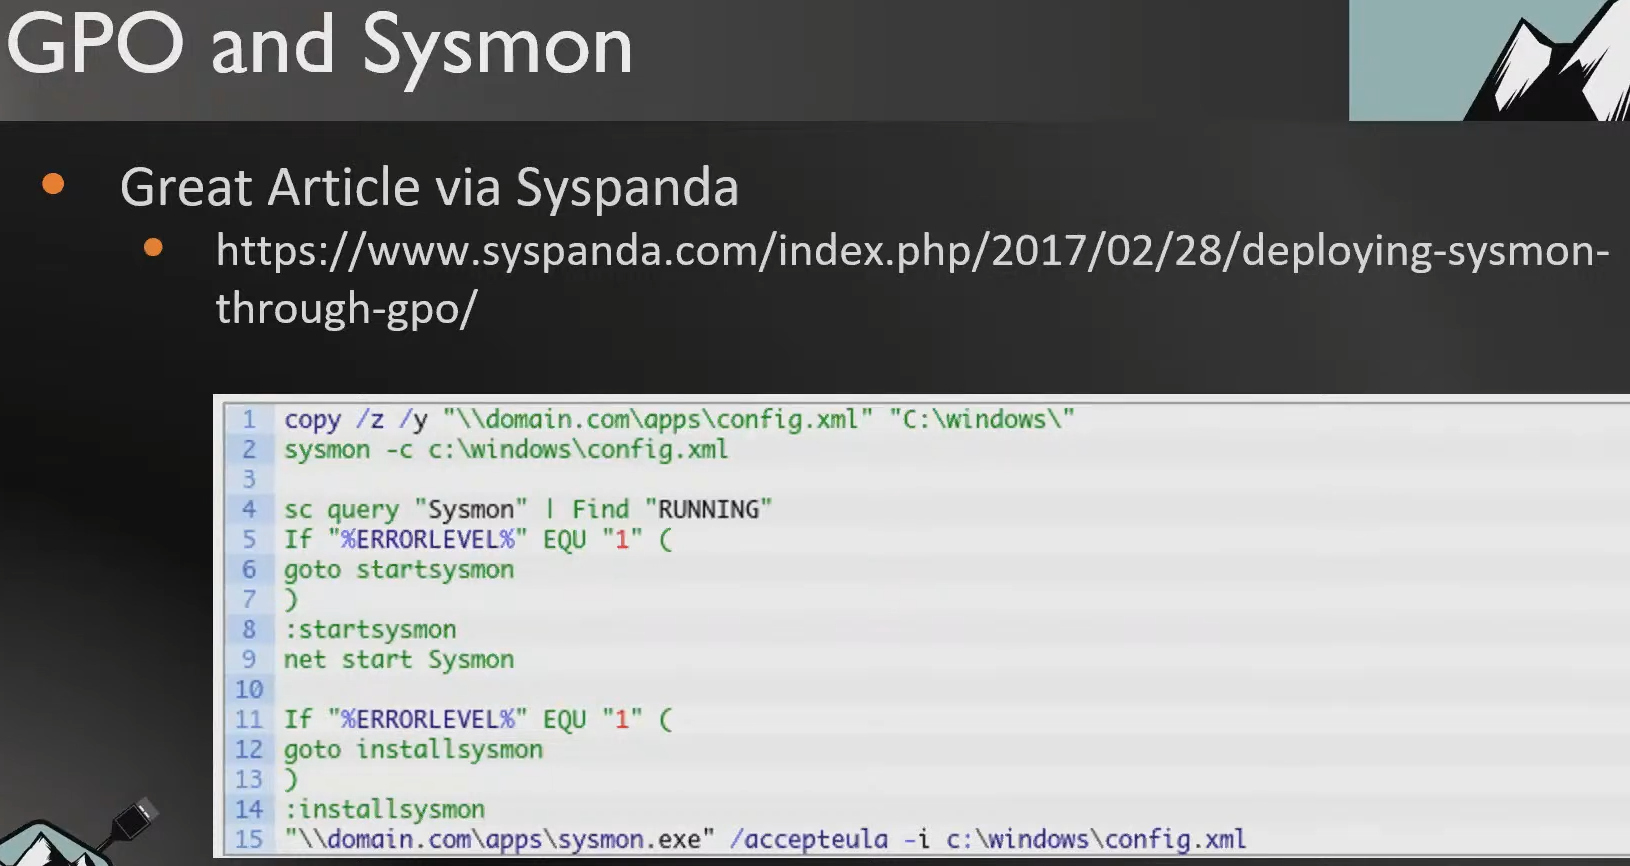 GPO and Sysmon
Great Article via Syspanda
https://www.syspanda.com/index.php/2017/02/28/deploying-sysmon-
through-gpo/
1 copy /z /y "\\domain.com\apps\config.xml" "C:\windows\"
2 sysmon -c c:\windows\config.xml
3
4 sc query "Sysmon" | Find "RUNNING"
5 If "%ERRORLEVEL%" EQU "1" (
6 goto startsysmon
7 )
8 :startsysmon
9 net start Sysmon
10
11 If "%ERRORLEVEL%" EQU "1" (
12 goto installsysmon
13 )
14 :installsysmon
15 "\\domain.com\apps\sysmon.exe" /accepteula -i c:\windows\config.xml